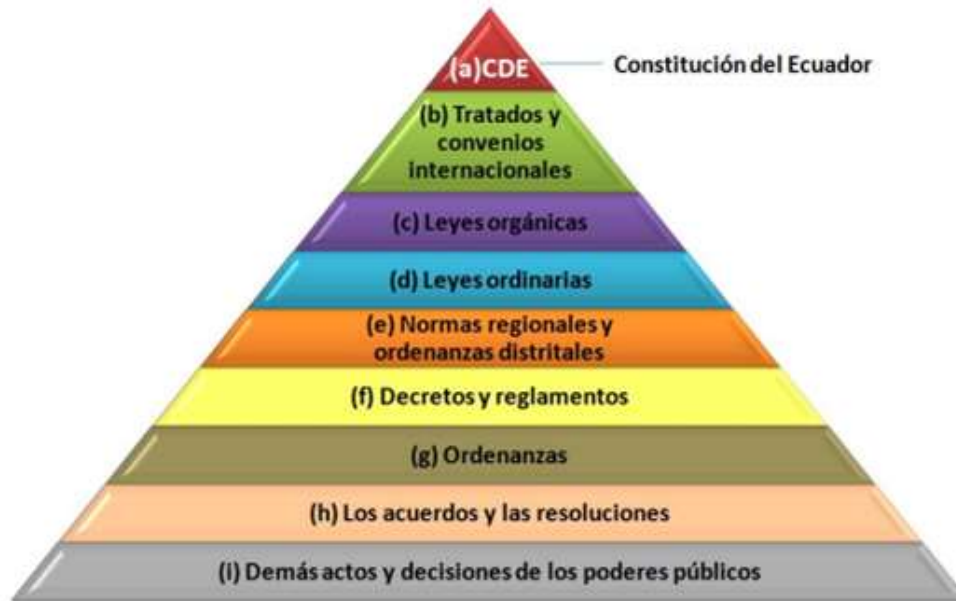 (a)CDE
Constitución del Ecuador
(b) Tratados y
convenios
internacionales
(c) Leyes orgánicas
(d) Leyes ordinarias
(e) Normas regionales y
ordenanzas distritales
(f) Decretos y reglamentos
(g) Ordenanzas
(h) Los acuerdos y las resoluciones
(i) Demás actos y decisiones de los poderes públicos